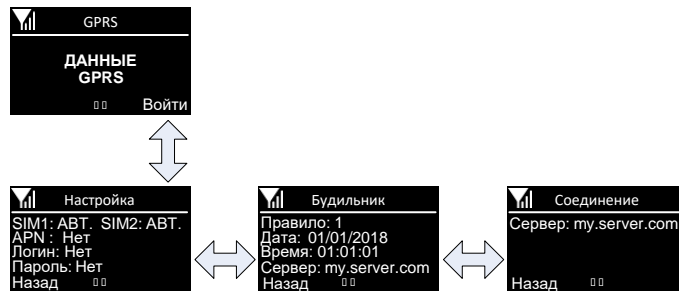 GPRS
ДАННЫЕ
GPRS
Войти
Настройка
SIM1: АВТ. SIM2: АВТ.
APN : Нет
Логин: Нет
Пароль: Нет
Назад
Будильник
Правило: 1
Дата: 01/01/2018
Время: 01:01:01
Сервер: my.server.com
Назад
Соединение
Сервер: my.server.com
Назад